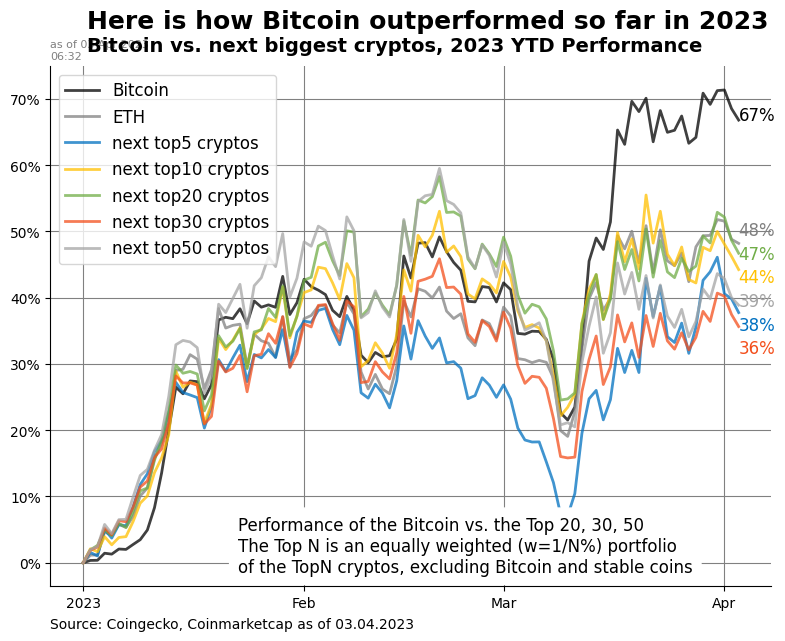 Here is how Bitcoin outperformed so far in 2023
Bitcoin vs. next biggest cryptos, 2023 YTD Performance
as of
06:32
Bitcoin
ETH
next top5 cryptos
next top10 cryptos
next top20 cryptos
next top30 cryptos
next top50 cryptos
70%
60%
50%
40%
30%
20%
10%
0%
67%
48%
47%
44%
39%
38%
36%
Performance of the Bitcoin vs. the Top 20, 30, 50
The Top N is an equally weighted (w=1/N%) portfolio
of the TopN cryptos, excluding Bitcoin and stable coins
2023
Feb
Mar
Apr
Source: Coingecko, Coinmarketcap as of 03.04.2023